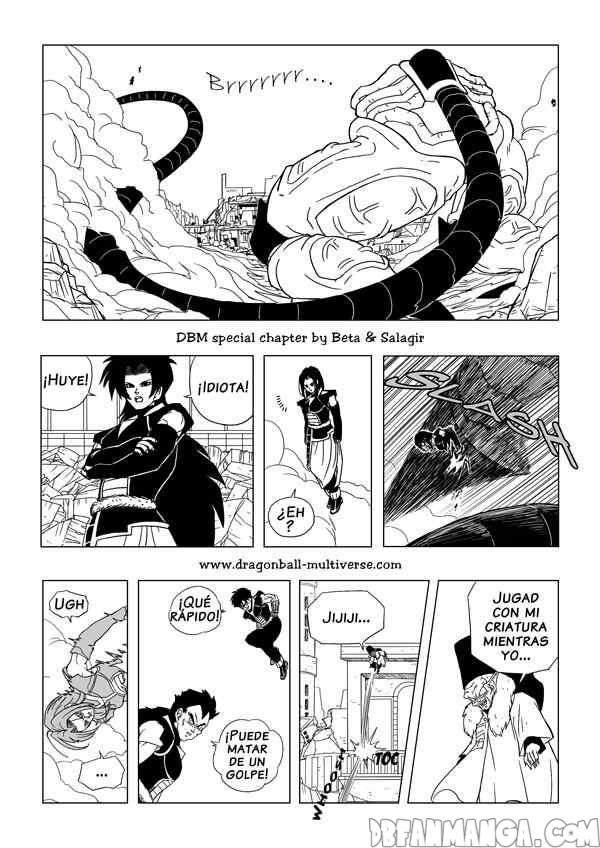 Brrrrrrr....
DBM special chapter by Beta & Salagir
¡HUYE!
¡IDIOTA!
¿EH
?
SLASH
www.dragonball-multiverse.com
UGH
...
¡QUÉ
RÁPIDO!
¡PUEDE
MATAR
DE UN
GOLPE!
JIJIJI...
TOC
WHOOSH
JUGAD
CON MI
CRIATURA
MIENTRAS
YO...
DBFANMANGA.COM